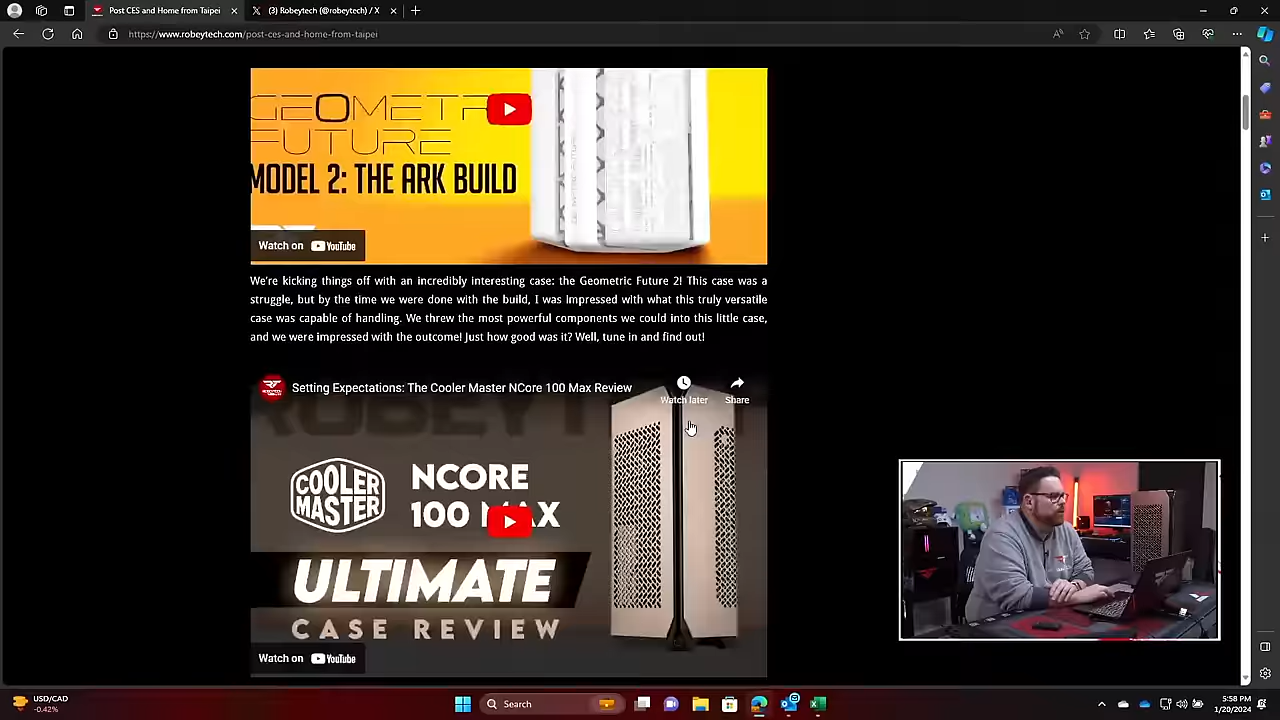 Post CES and Home from Taipei
(3) Robeytech (@robeytech) / X
https://www.robeytech.com/post-ces-and-home-from-taipei
GEOMETR
FUTURE
MODEL 2: THE ARK BUILD
Watch on YouTube
We're kicking things off with an incredibly interesting case: the Geometric Future 2! This case was a
struggle, but by the time we were done with the build, I was impressed with what this truly versatile
case was capable of handling. We threw the most powerful components we could into this little case,
and we were impressed with the outcome! Just how good was it? Well, tune in and find out!
Setting Expectations: The Cooler Master NCore 100 Max Review
Watch later
Share
COOLER
MASTER
NCORE
100 MAX
ULTIMATE
CASE REVIEW
Watch on YouTube
USD/CAD
-0.42%
Search
5:58 PM
1/20/2024